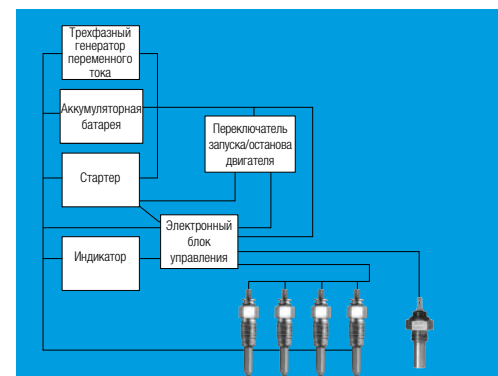 Трехфазный
генератор
переменного
тока
Аккумуляторная
батарея
Переключатель
запуска/останова
двигателя
Стартер
Электронный
блок
управления
Индикатор